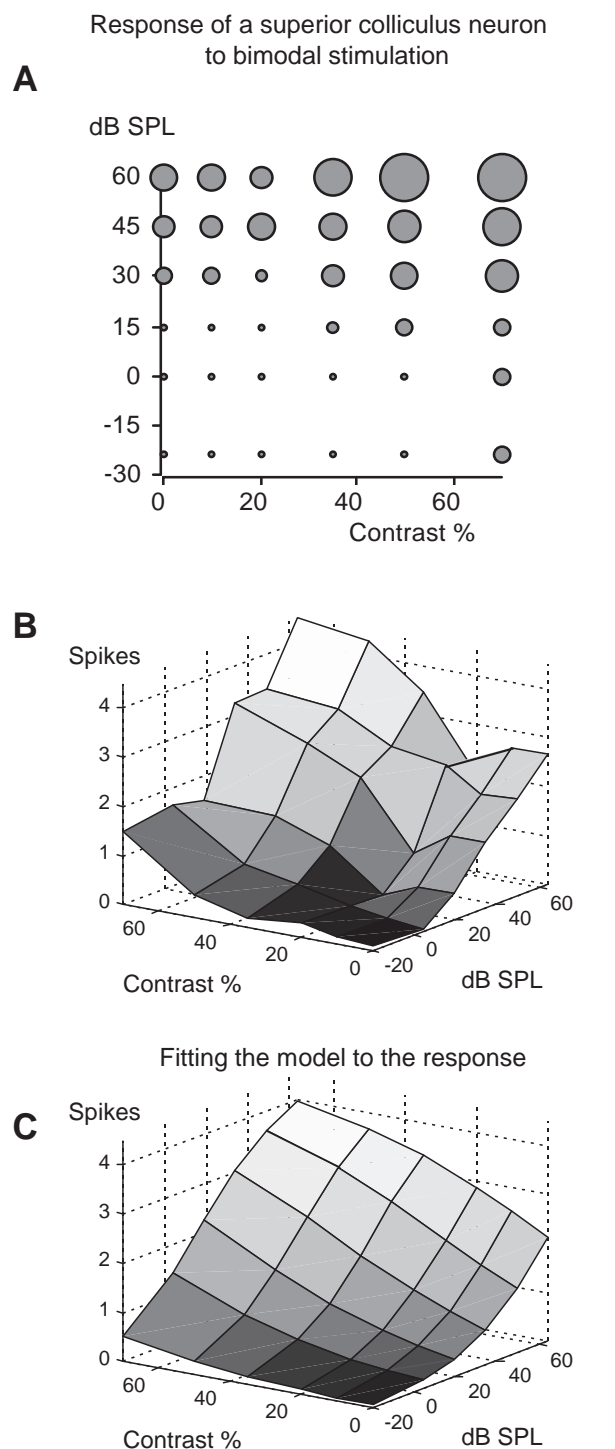 Response of a superior colliculus neuron
to bimodal stimulation
A
dB SPL
60
45
30
15
0
-15
-30
0 20 40 60
Contrast %
B
Spikes
4
3
2
1
0
60 40 20 0
-20 0 20 40 60
Contrast %
dB SPL
Fitting the model to the response
C
Spikes
4
3
2
1
0
60 40 20 0
-20 0 20 40 60
Contrast %
dB SPL